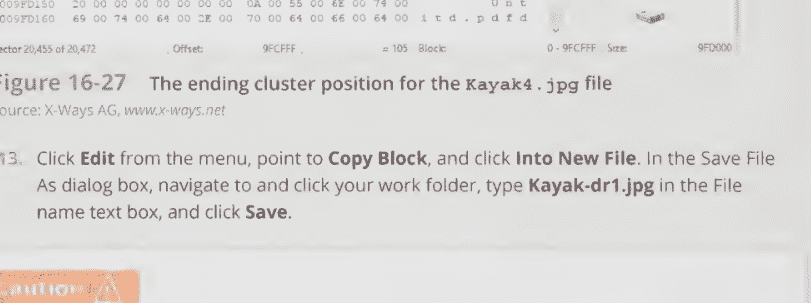 009FD150 20 00 00 00 00 00 00 00 0A 00 55 00 6E 00 74 00 U n t
009FD160 69 00 74 00 64 00 2E 00 70 00 64 00 66 00 64 00 i t d . p d f d
ector 20,455 of 20,472 Offset: 9FCFFF = 105 Block: 0 - 9FCFFF Size: 9FD000
igure 16-27 The ending cluster position for the Kayak4.jpg file
ource: X-Ways AG, www.x-ways.net
13. Click Edit from the menu, point to Copy Block, and click Into New File. In the Save File
As dialog box, navigate to and click your work folder, type Kayak-dr1.jpg in the File
name text box, and click Save.